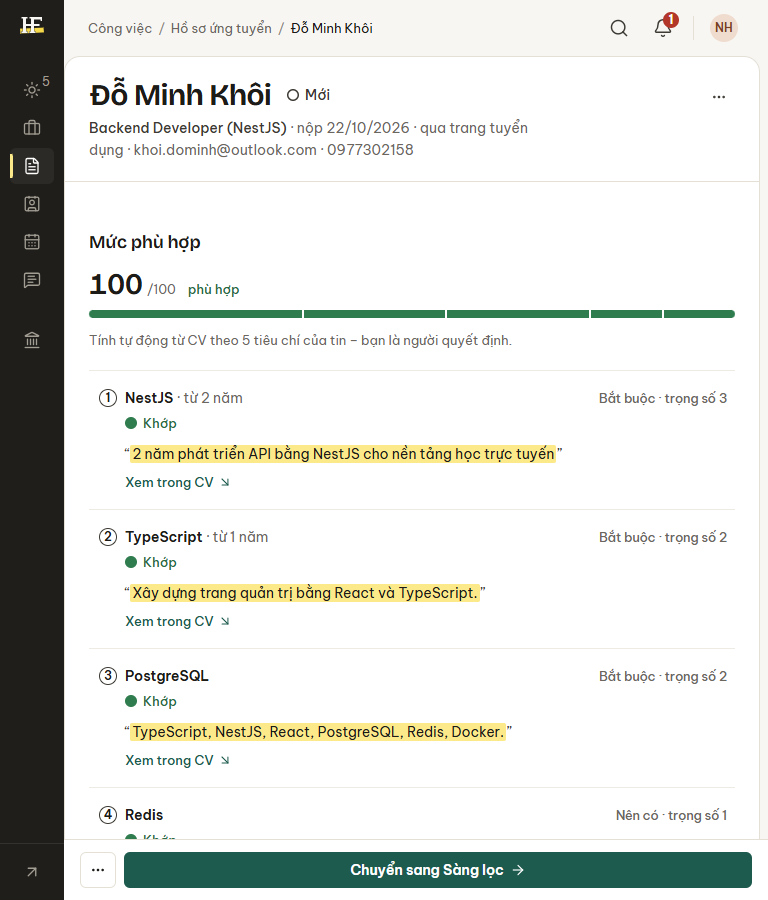 HF
Công việc / Hồ sơ ứng tuyển / Đỗ Minh Khôi
1
NH
5
Đỗ Minh Khôi
Mới
Backend Developer (NestJS) · nộp 22/10/2026 · qua trang tuyển
dụng · khoi.dominh@outlook.com · 0977302158
Mức phù hợp
100 /100 phù hợp
Tính tự động từ CV theo 5 tiêu chí của tin – bạn là người quyết định.
1 NestJS · từ 2 năm Bắt buộc · trọng số 3
Khớp
“2 năm phát triển API bằng NestJS cho nền tảng học trực tuyến”
Xem trong CV
2 TypeScript · từ 1 năm Bắt buộc · trọng số 2
Khớp
“Xây dựng trang quản trị bằng React và TypeScript.”
Xem trong CV
3 PostgreSQL Bắt buộc · trọng số 2
Khớp
“TypeScript, NestJS, React, PostgreSQL, Redis, Docker.”
Xem trong CV
4 Redis Nên có · trọng số 1
Khớp
Chuyển sang Sàng lọc →